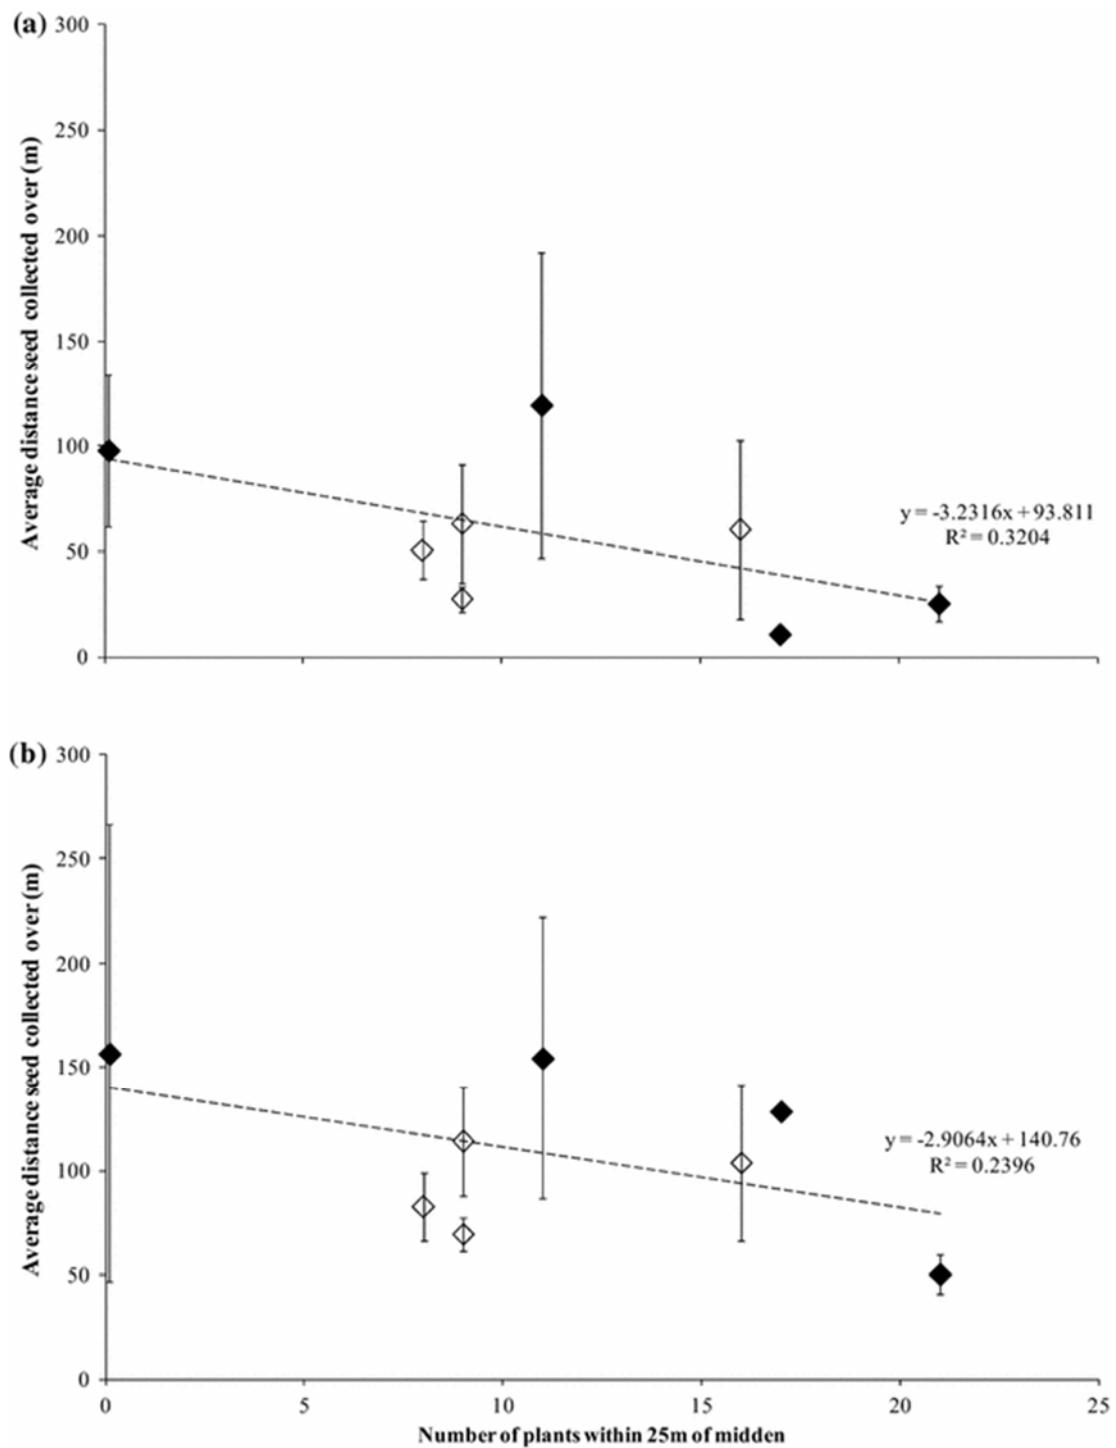 (a)
300
250
200
150
100
50
0
Average distance seed collected over (m)
y = -3.2316x + 93.811
R² = 0.3204
(b)
300
250
200
150
100
50
0
Average distance seed collected over (m)
y = -2.9064x + 140.76
R² = 0.2396
0 5 10 15 20 25
Number of plants within 25m of midden